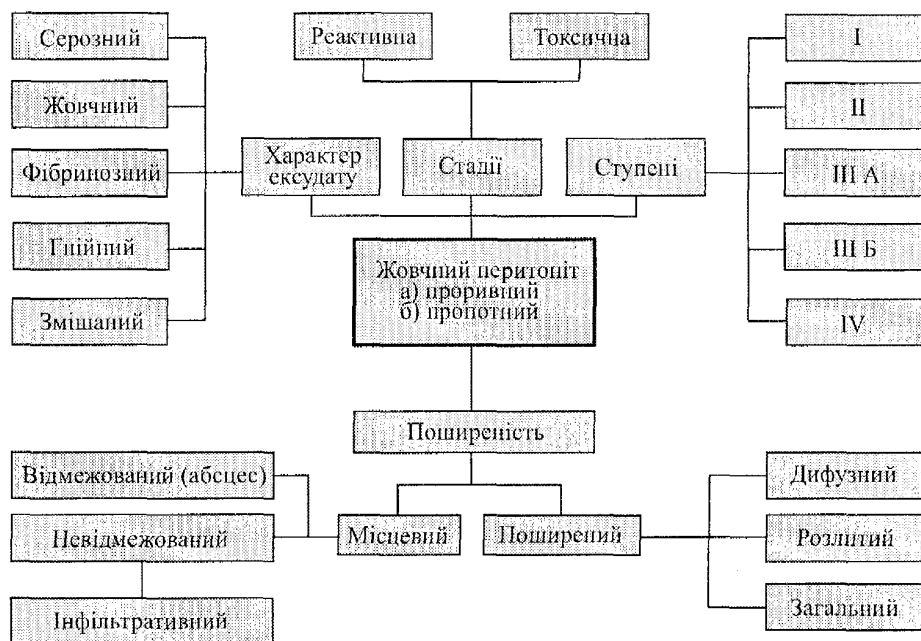 Серозний
Жовчний
Фібринозний
Гнійний
Змішаний
Реактивна
Токсична
Характер
ексудату
Стадії
Ступені
I
II
III А
III Б
IV
Жовчний перитоніт
а) проривний
б) пропотний
Поширеність
Відмежований (абсцес)
Невідмежований
Інфільтративний
Місцевий
Поширений
Дифузний
Розлитий
Загальний